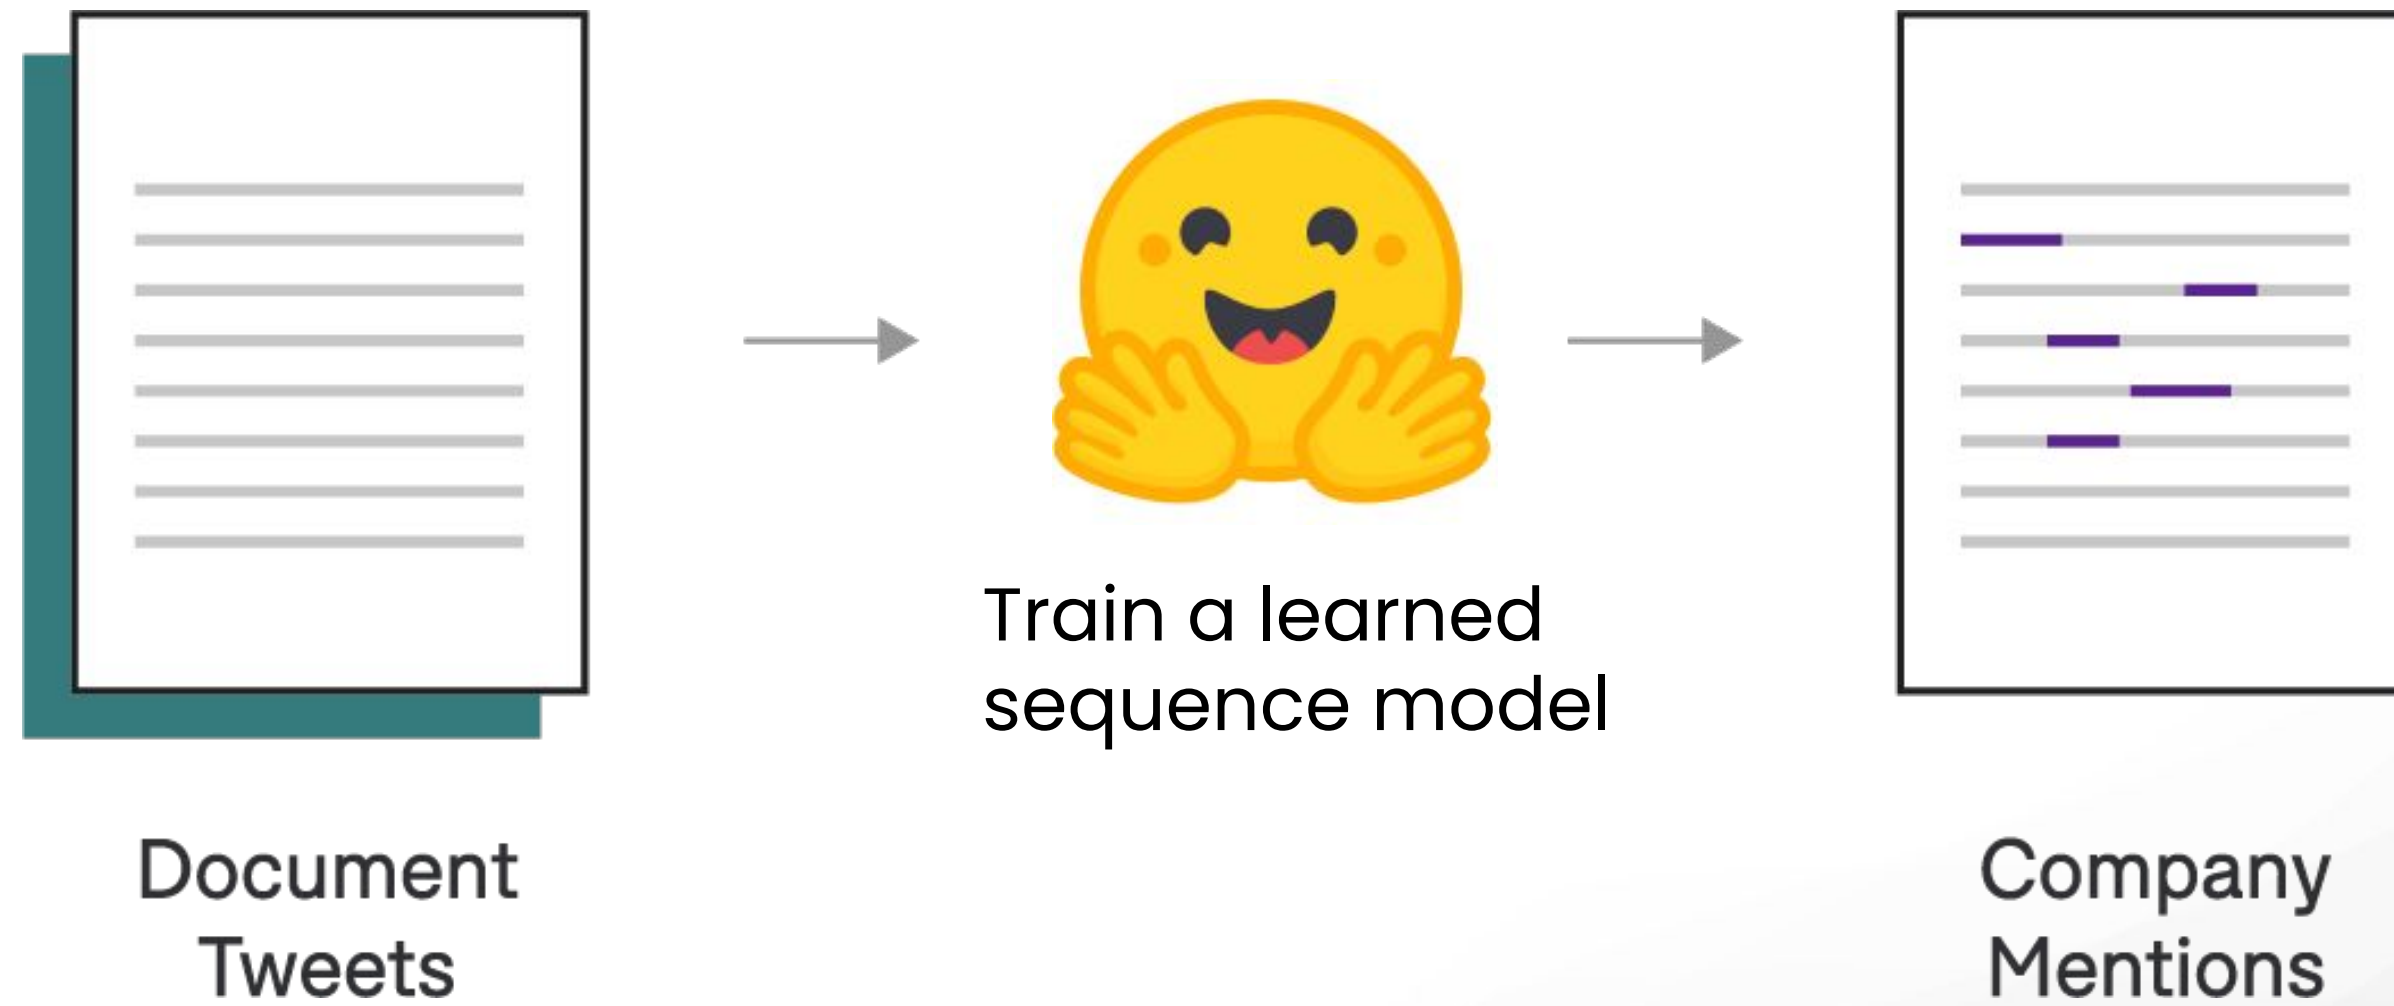 Train a learned
sequence model
Document
Tweets
Company
Mentions